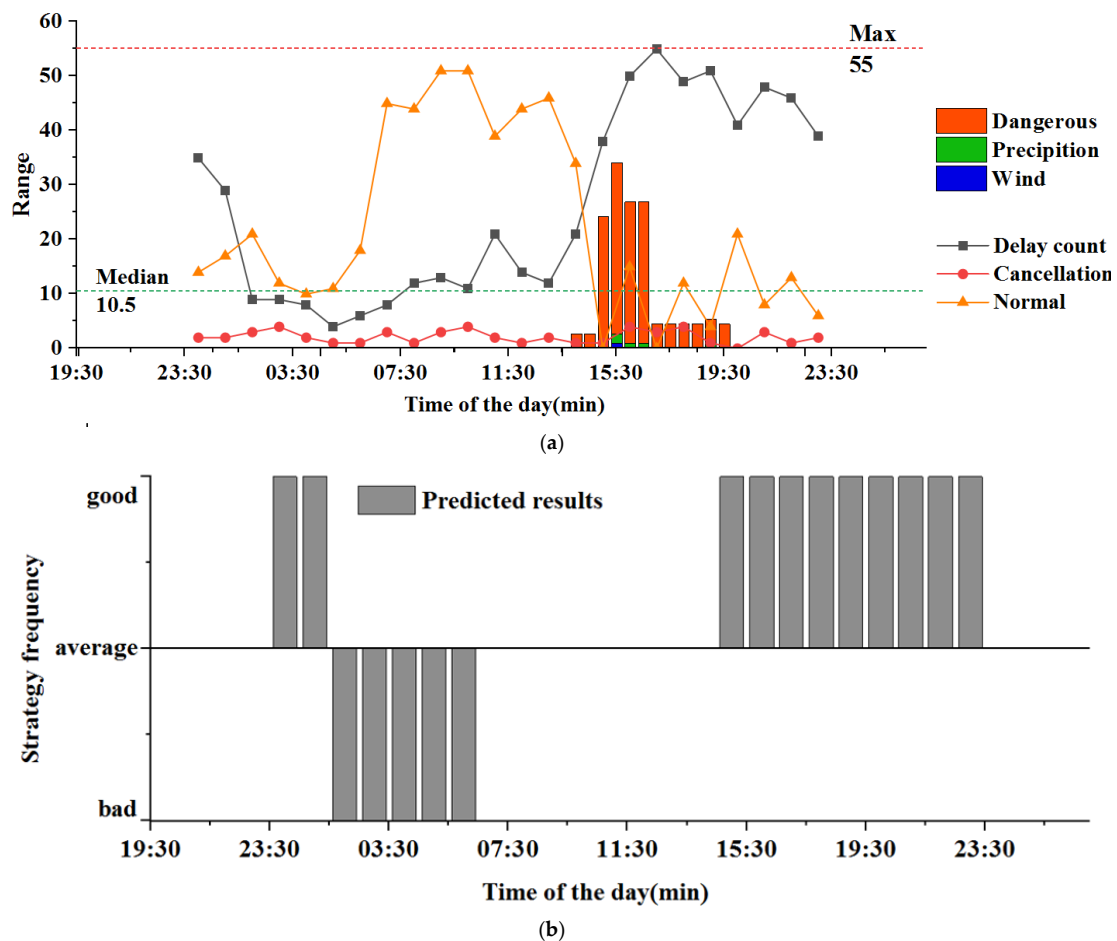 60
50
40
30
20
10
0
Range
Max
55
Median
10.5
Dangerous
Precipition
Wind
Delay count
Cancellation
Normal
19:30 23:30 03:30 07:30 11:30 15:30 19:30 23:30
Time of the day(min)
(a)
good
average
bad
Strategy frequency
Predicted results
19:30 23:30 03:30 07:30 11:30 15:30 19:30 23:30
Time of the day(min)
(b)